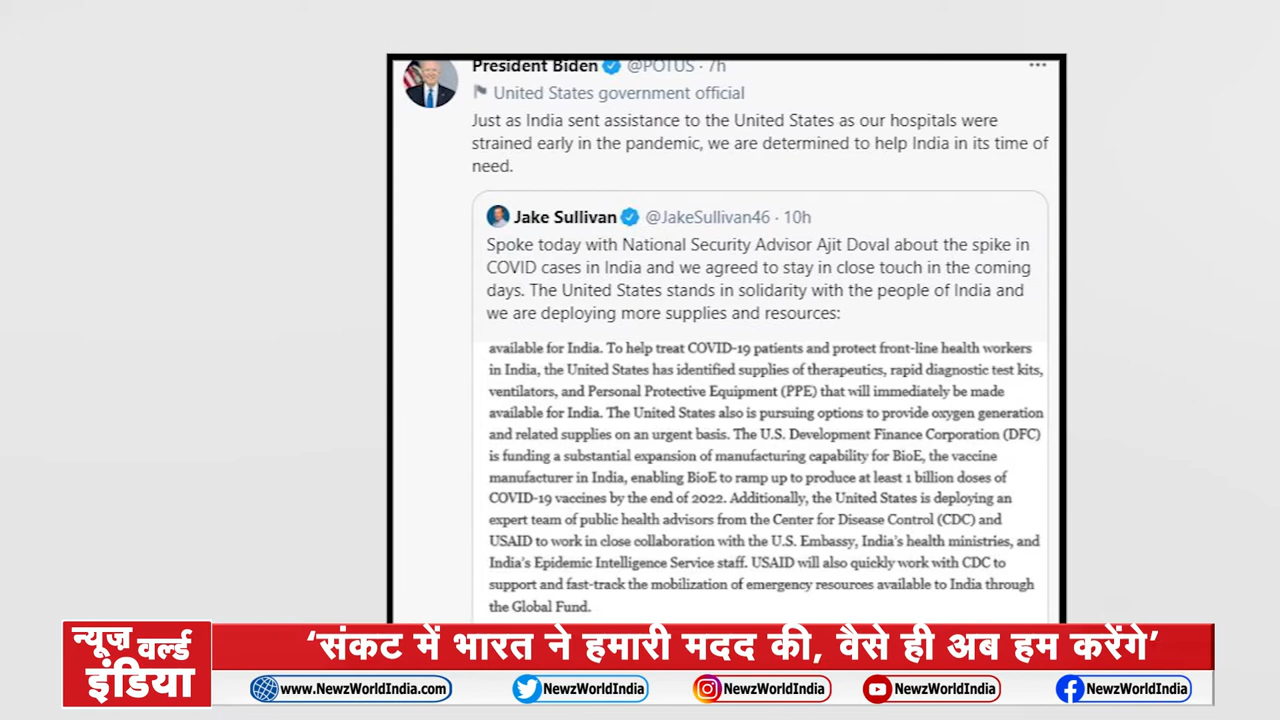 President Biden @POTUS · 7h
United States government official
Just as India sent assistance to the United States as our hospitals were
strained early in the pandemic, we are determined to help India in its time of
need.
Jake Sullivan @JakeSullivan46 · 10h
Spoke today with National Security Advisor Ajit Doval about the spike in
COVID cases in India and we agreed to stay in close touch in the coming
days. The United States stands in solidarity with the people of India and
we are deploying more supplies and resources:
available for India. To help treat COVID-19 patients and protect front-line health workers
in India, the United States has identified supplies of therapeutics, rapid diagnostic test kits,
ventilators, and Personal Protective Equipment (PPE) that will immediately be made
available for India. The United States also is pursuing options to provide oxygen generation
and related supplies on an urgent basis. The U.S. Development Finance Corporation (DFC)
is funding a substantial expansion of manufacturing capability for BioE, the vaccine
manufacturer in India, enabling BioE to ramp up to produce at least 1 billion doses of
COVID-19 vaccines by the end of 2022. Additionally, the United States is deploying an
expert team of public health advisors from the Center for Disease Control (CDC) and
USAID to work in close collaboration with the U.S. Embassy, India's health ministries, and
India's Epidemic Intelligence Service staff. USAID will also quickly work with CDC to
support and fast-track the mobilization of emergency resources available to India through
the Global Fund.
न्यूज़ वर्ल्ड
इंडिया
'संकट में भारत ने हमारी मदद की, वैसे ही अब हम करेंगे'
www.NewzWorldIndia.com NewzWorldIndia NewzWorldIndia NewzWorldIndia NewzWorldIndia